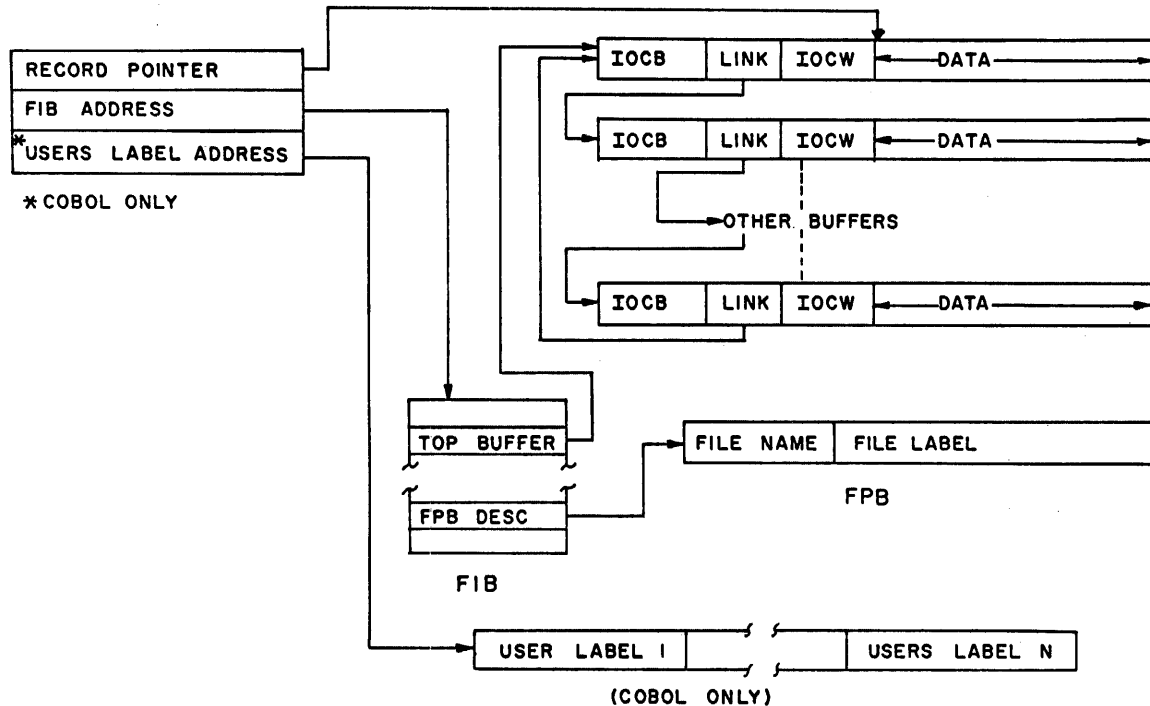 RECORD POINTER
FIB ADDRESS
*USERS LABEL ADDRESS
* COBOL ONLY
IOCB LINK IOCW DATA
IOCB LINK IOCW DATA
OTHER BUFFERS
IOCB LINK IOCW DATA
TOP BUFFER
FPB DESC
FIB
FILE NAME FILE LABEL
FPB
USER LABEL I USERS LABEL N
(COBOL ONLY)